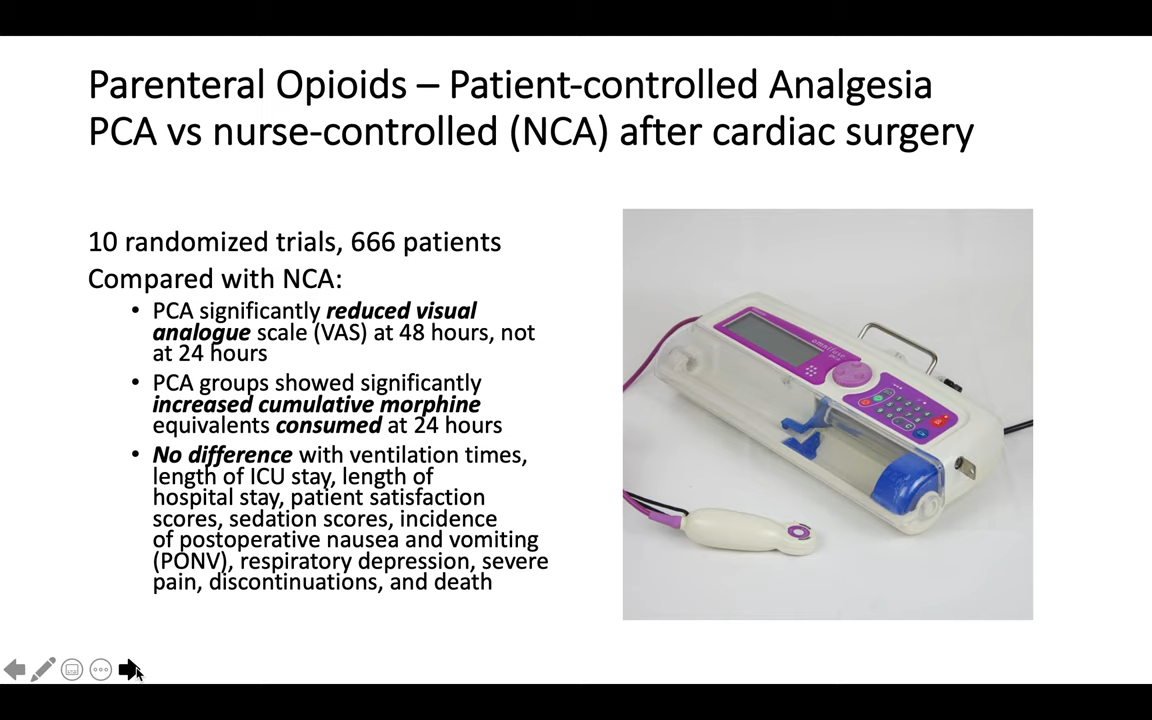 Parenteral Opioids – Patient-controlled Analgesia
PCA vs nurse-controlled (NCA) after cardiac surgery
10 randomized trials, 666 patients
Compared with NCA:
• PCA significantly reduced visual
analogue scale (VAS) at 48 hours, not
at 24 hours
• PCA groups showed significantly
increased cumulative morphine
equivalents consumed at 24 hours
• No difference with ventilation times,
length of ICU stay, length of
hospital stay, patient satisfaction
scores, sedation scores, incidence
of postoperative nausea and vomiting
(PONV), respiratory depression, severe
pain, discontinuations, and death